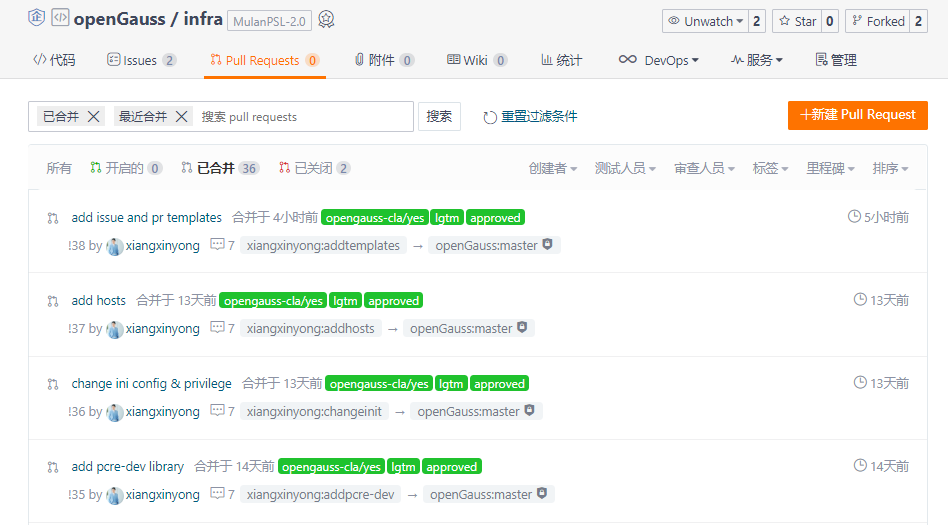 openGauss / infra MulanPSL-2.0 Unwatch 2 Star 0 Forked 2
代码 Issues 2 Pull Requests 0 附件 0 Wiki 0 统计 DevOps 服务 管理
已合并 最近合并 搜索 pull requests 搜索 重置过滤条件 +新建 Pull Request
所有 开启的 0 已合并 36 已关闭 2 创建者 测试人员 审查人员 标签 里程碑 排序
add issue and pr templates 合并于 4小时前 opengauss-cla/yes lgtm approved 5小时前
!38 by xiangxinyong 7 xiangxinyong:addtemplates → openGauss:master
add hosts 合并于 13天前 opengauss-cla/yes lgtm approved 13天前
!37 by xiangxinyong 7 xiangxinyong:addhosts → openGauss:master
change ini config & privilege 合并于 13天前 opengauss-cla/yes lgtm approved 13天前
!36 by xiangxinyong 7 xiangxinyong:changeinit → openGauss:master
add pcre-dev library 合并于 14天前 opengauss-cla/yes lgtm approved 14天前
!35 by xiangxinyong 7 xiangxinyong:addpcre-dev → openGauss:master